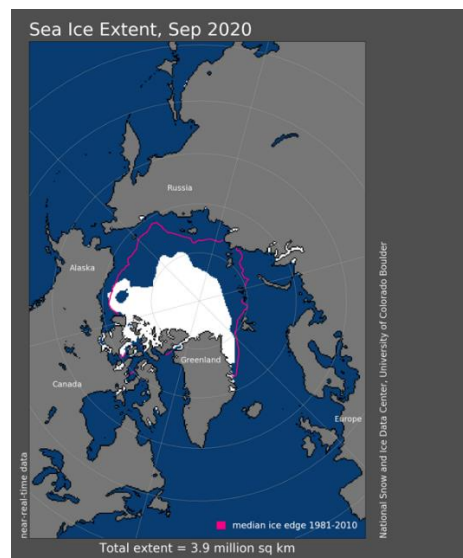 Sea Ice Extent, Sep 2020
Russia
Alaska
Greenland
Canada
Europe
near-real-time data
National Snow and Ice Data Center, University of Colorado Boulder
median ice edge 1981-2010
Total extent = 3.9 million sq km